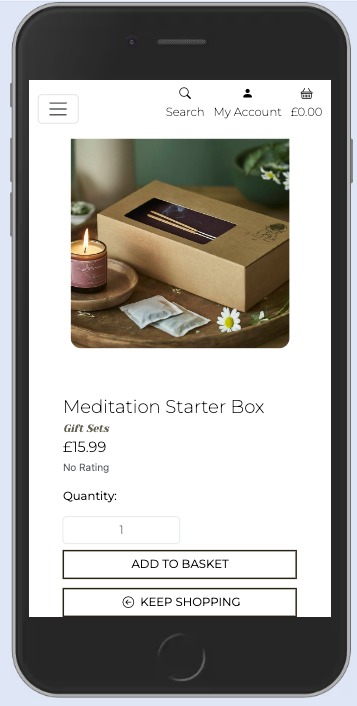 Search My Account £0.00
Meditation Starter Box
Gift Sets
£15.99
No Rating
Quantity:
1
ADD TO BASKET
KEEP SHOPPING